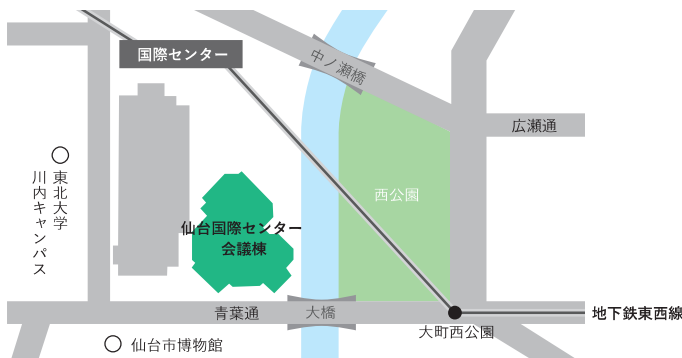 国際センター
中ノ瀬橋
広瀬通
東北大学
川内キャンパス
西公園
仙台国際センター
会議棟
青葉通
大橋
地下鉄東西線
大町西公園
仙台市博物館